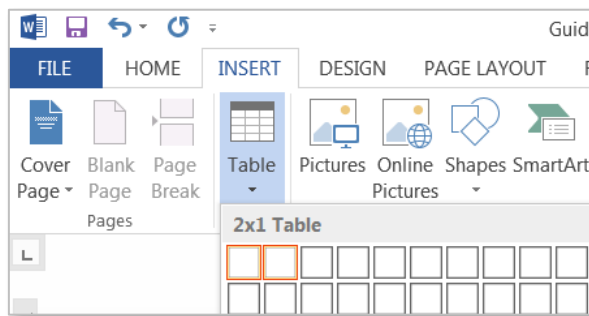 Guid
FILE HOME INSERT DESIGN PAGE LAYOUT
Cover Page Blank Page Page Break Table Pictures Online Pictures Shapes SmartArt
Pages
2x1 Table